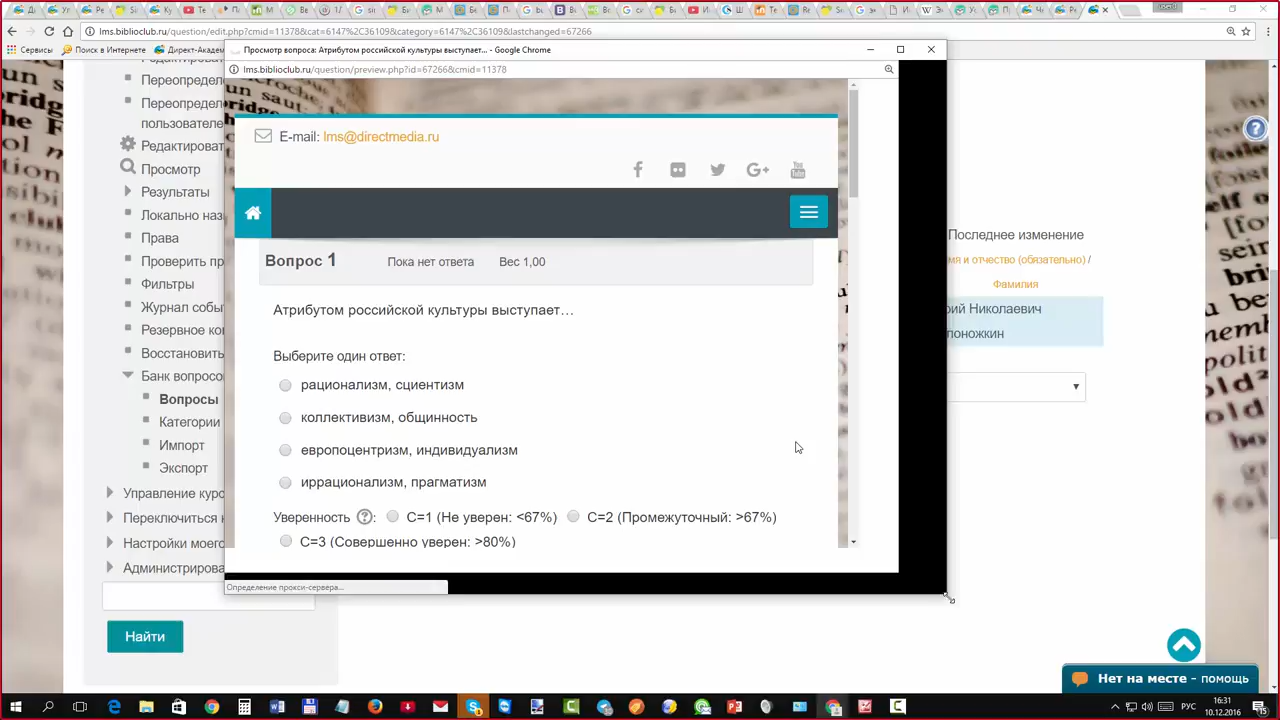 lms.biblioclub.ru/question/edit.php?cmid=11378&cat=6147%2C36109&category=6147%2C36109&lastchanged=67266
Сервисы
Поиск в Интернете
Директ-Академ
Просмотр вопроса: Атрибутом российской культуры выступает... - Google Chrome
lms.biblioclub.ru/question/preview.php?id=67266&cmid=11378
Переопредел
Переопредел
пользователе
Редактироват
Просмотр
Результаты
Локально наз
Права
Проверить пр
Фильтры
Журнал собы
Резервное ко
Восстановить
Банк вопросо
Вопросы
Категории
Импорт
Экспорт
Управление курс
Переключиться н
Настройки моего
Администрирова
Найти
E-mail: lms@directmedia.ru
Вопрос 1
Пока нет ответа
Вес 1,00
Атрибутом российской культуры выступает…
Выберите один ответ:
рационализм, сциентизм
коллективизм, общинность
европоцентризм, индивидуализм
иррационализм, прагматизм
Уверенность ?: C=1 (Не уверен: <67%) C=2 (Промежуточный: >67%)
C=3 (Совершенно уверен: >80%)
Определение прокси-сервера...
Последнее изменение
мя и отчество (обязательно) /
Фамилия
рий Николаевич
лоножкин
Нет на месте - помощь
РУС
16:31
10.12.2016